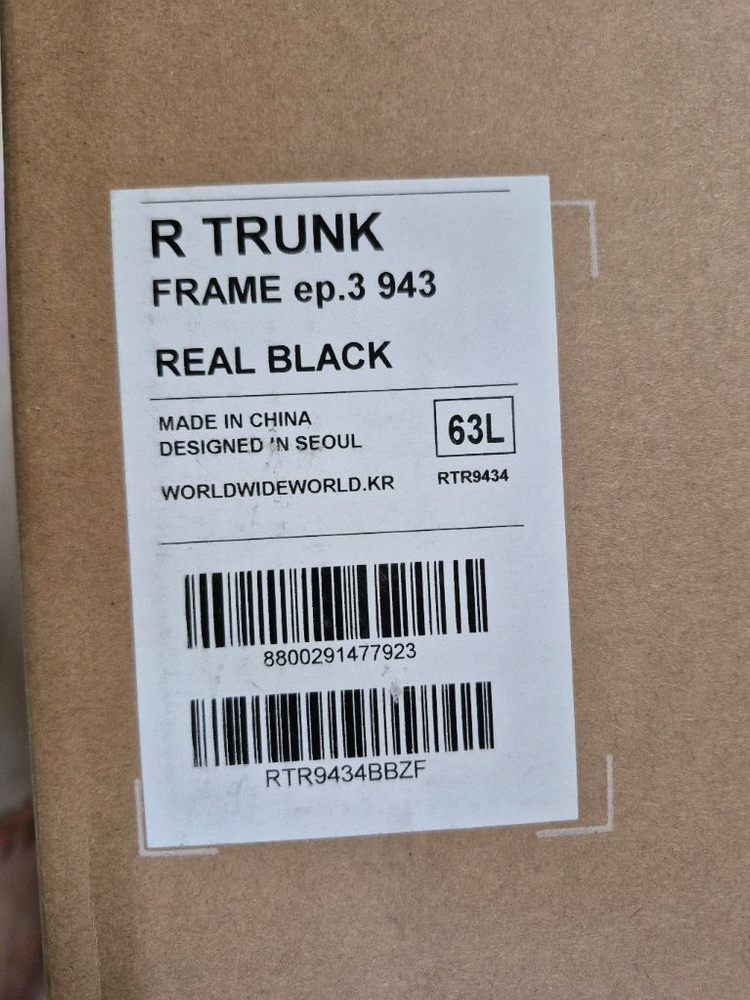 R TRUNK
FRAME ep.3 943
REAL BLACK
MADE IN CHINA
DESIGNED IN SEOUL
63L
WORLDWIDEWORLD.KR
RTR9434
8800291477923
RTR9434BBZF